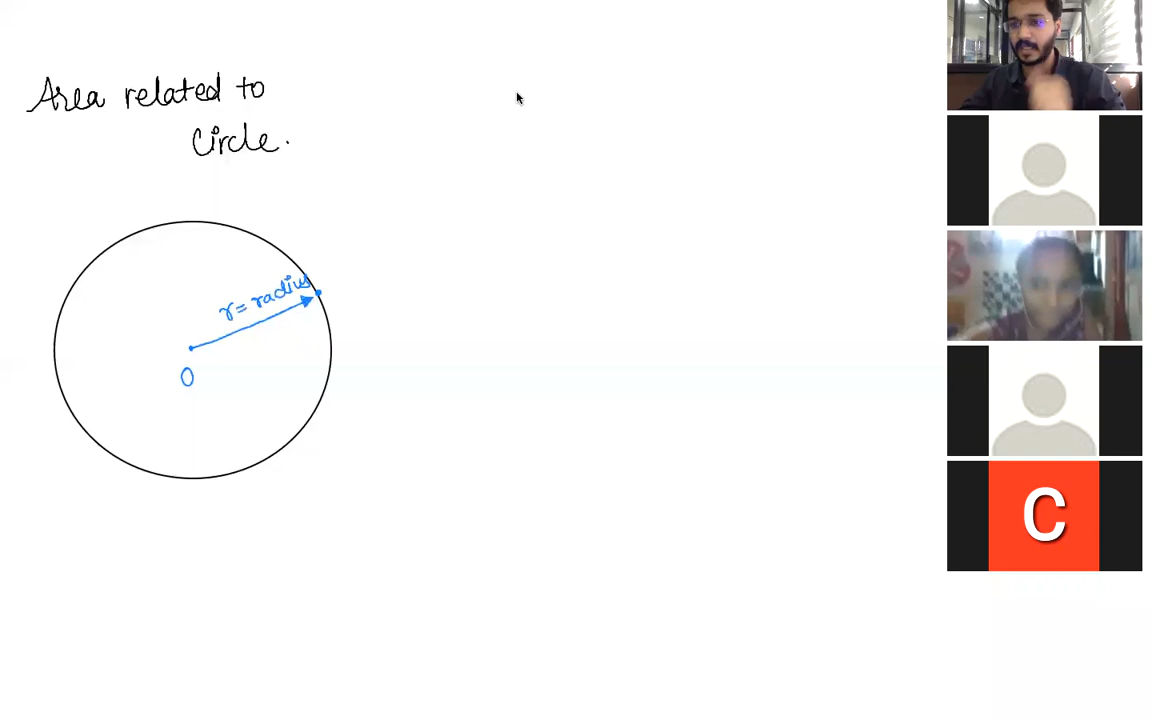 Area related to
Circle.
r = radius
O
C